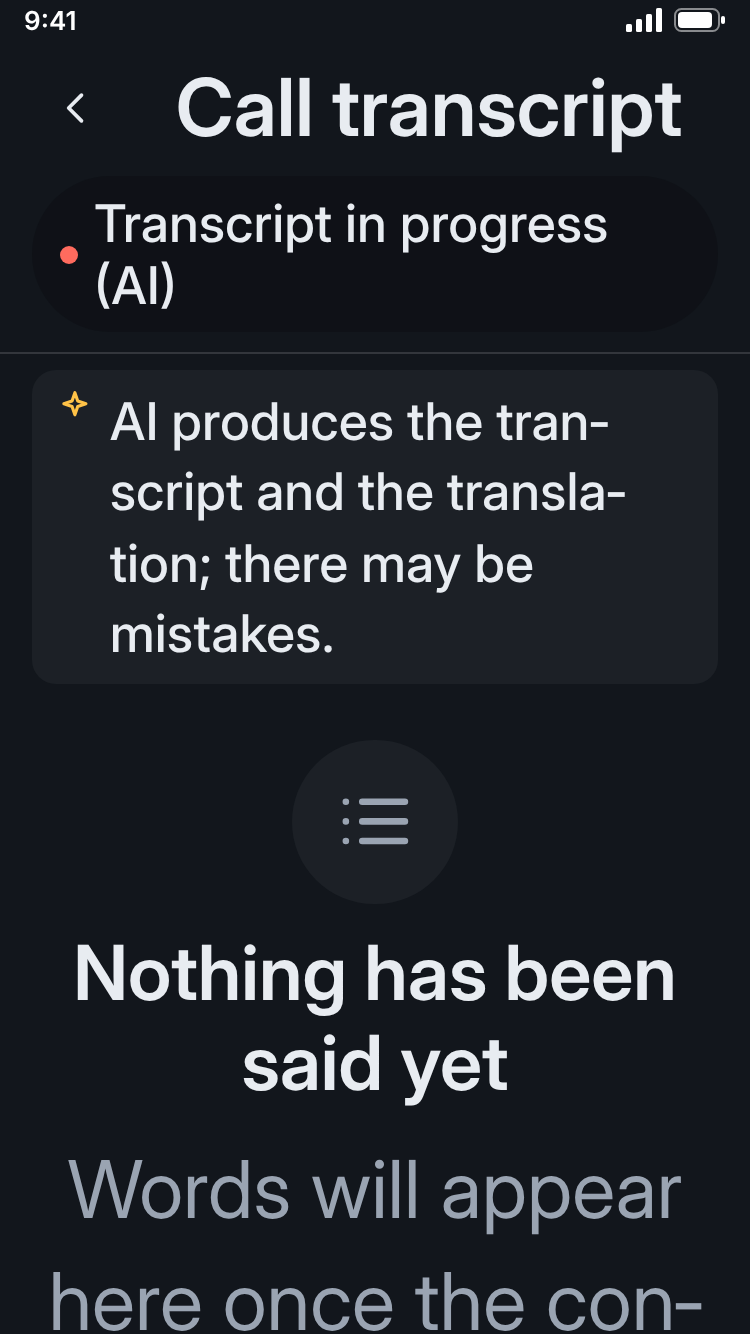 9:41
Call transcript
Transcript in progress
(AI)
AI produces the tran-
script and the transla-
tion; there may be
mistakes.
Nothing has been
said yet
Words will appear
here once the con-